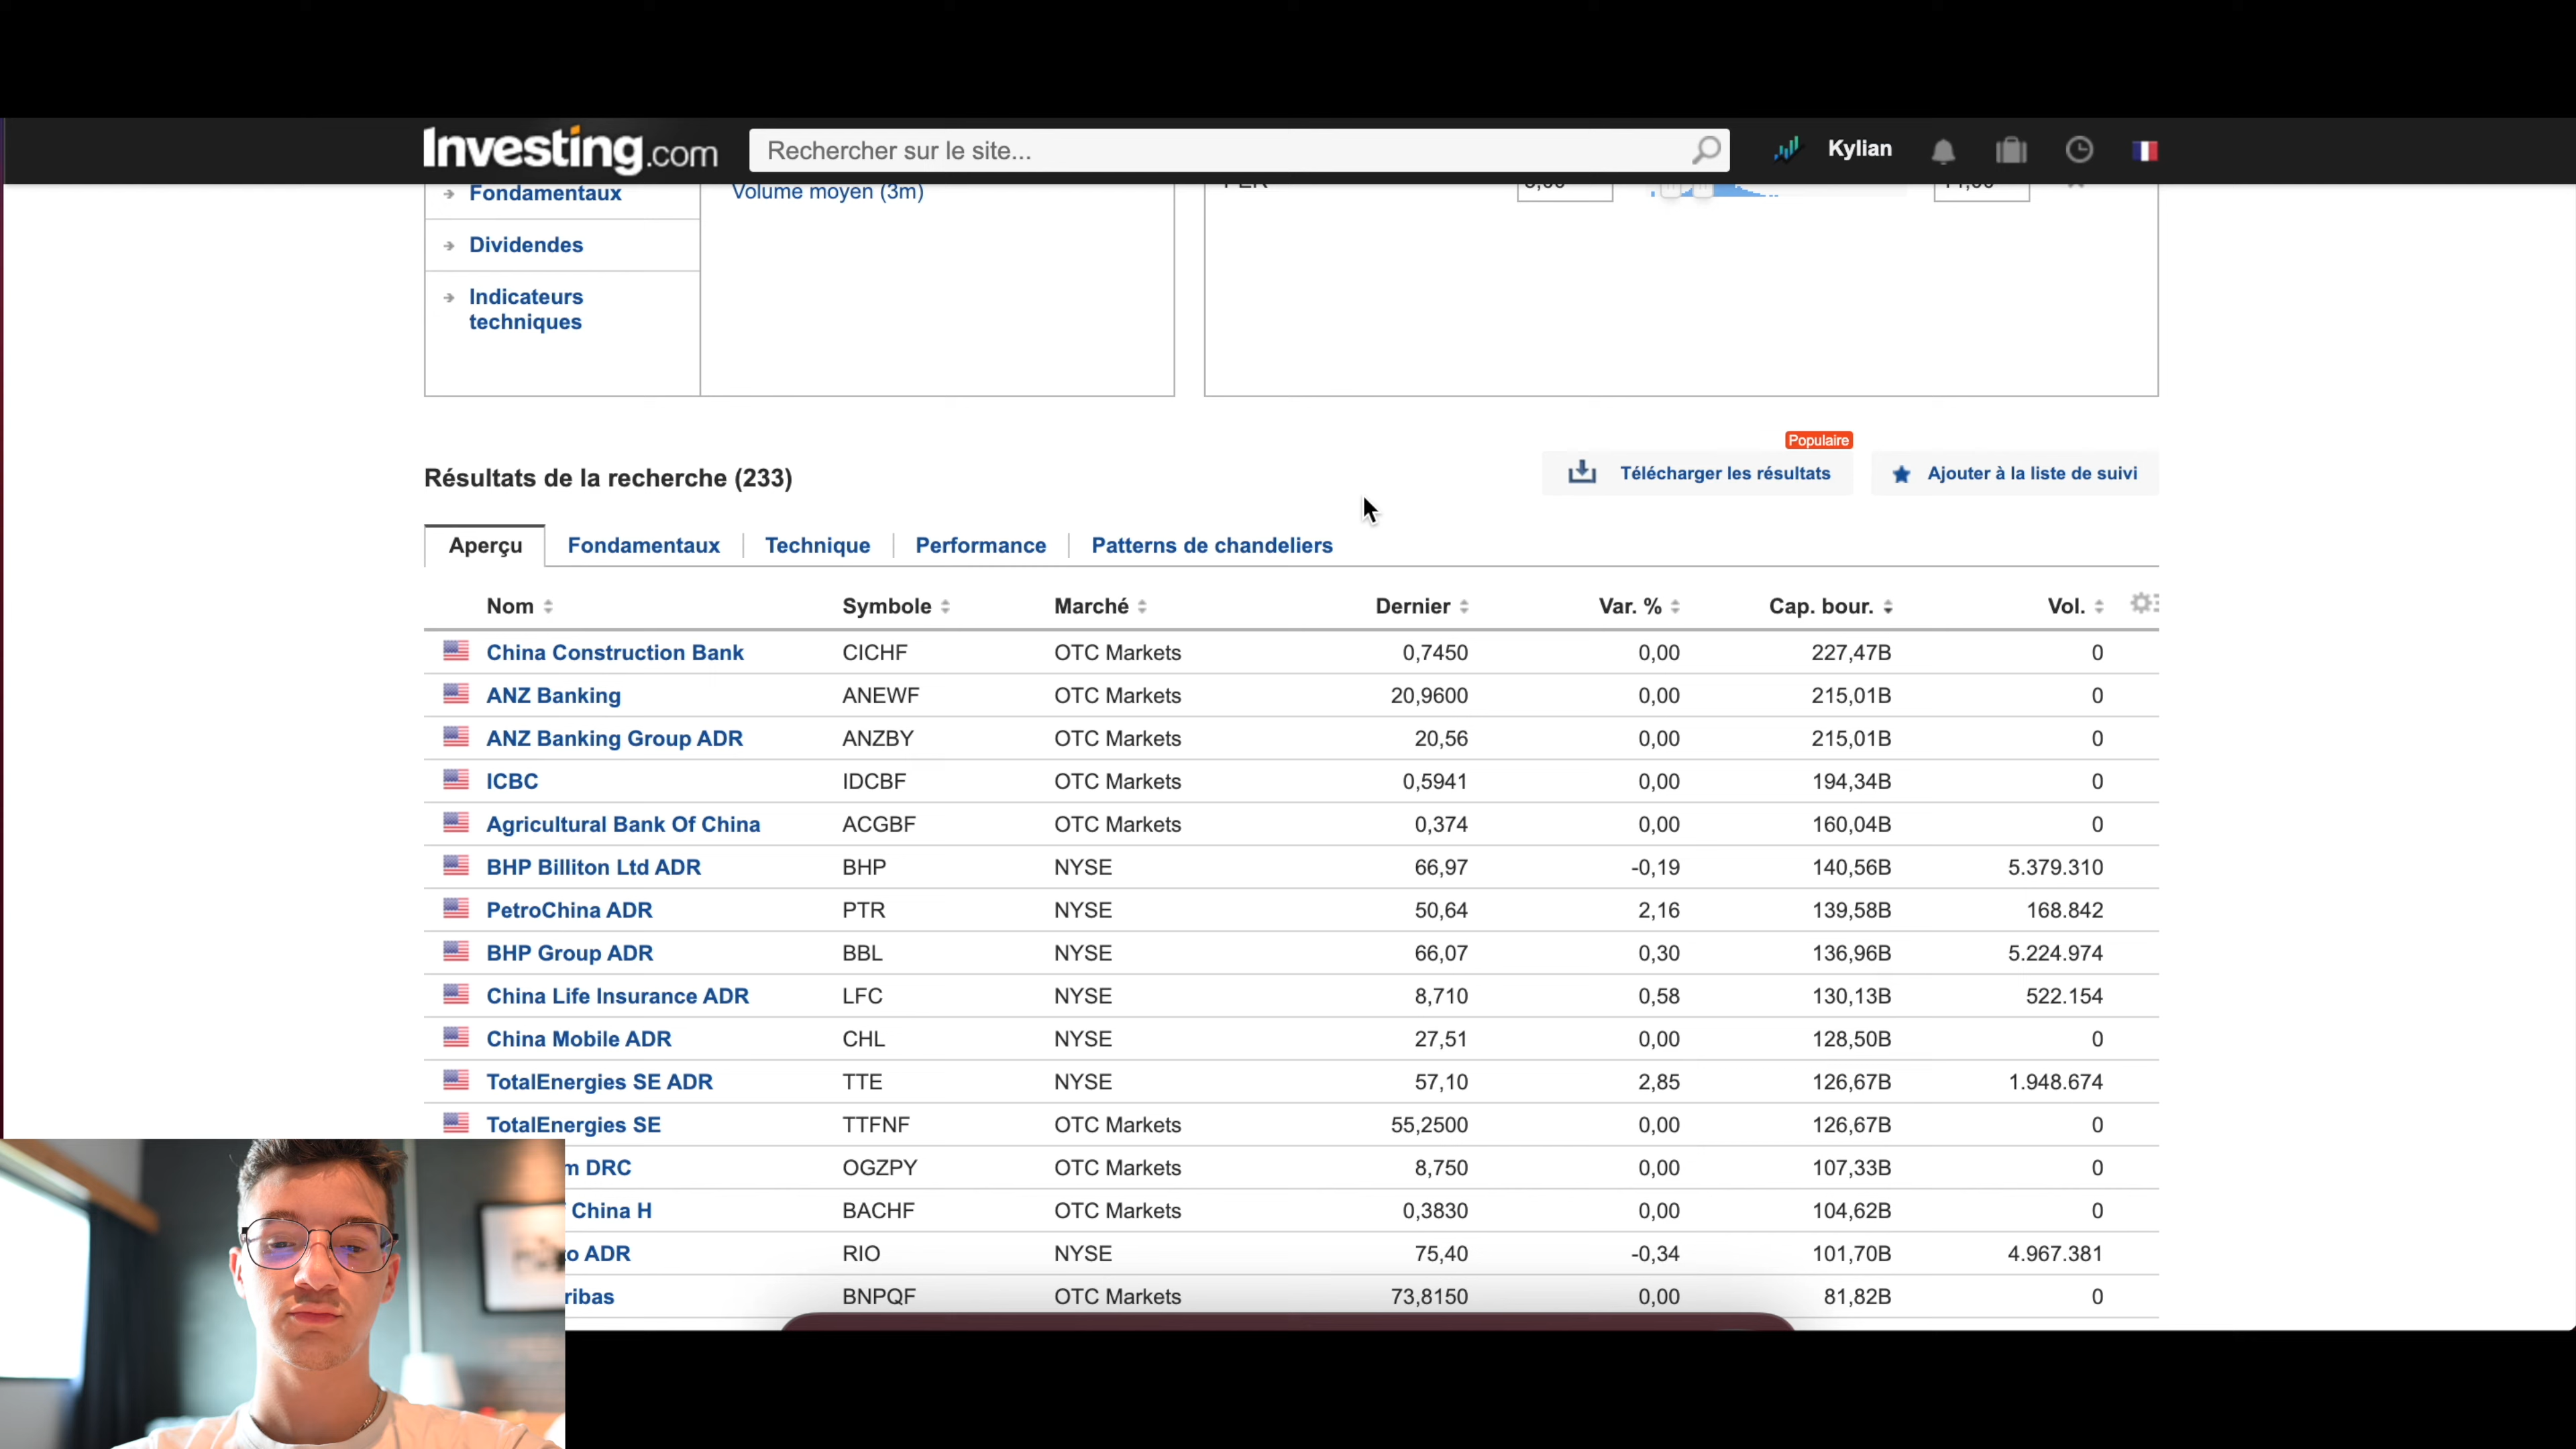 Investing.com Rechercher sur le site... Kylian
Fondamentaux Volume moyen (3m)
Dividendes
Indicateurs
techniques
Populaire
Résultats de la recherche (233) Télécharger les résultats Ajouter à la liste de suivi
Aperçu Fondamentaux Technique Performance Patterns de chandeliers
Nom Symbole Marché Dernier Var. % Cap. bour. Vol.
China Construction Bank CICHF OTC Markets 0,7450 0,00 227,47B 0
ANZ Banking ANEWF OTC Markets 20,9600 0,00 215,01B 0
ANZ Banking Group ADR ANZBY OTC Markets 20,56 0,00 215,01B 0
ICBC IDCBF OTC Markets 0,5941 0,00 194,34B 0
Agricultural Bank Of China ACGBF OTC Markets 0,374 0,00 160,04B 0
BHP Billiton Ltd ADR BHP NYSE 66,97 -0,19 140,56B 5.379.310
PetroChina ADR PTR NYSE 50,64 2,16 139,58B 168.842
BHP Group ADR BBL NYSE 66,07 0,30 136,96B 5.224.974
China Life Insurance ADR LFC NYSE 8,710 0,58 130,13B 522.154
China Mobile ADR CHL NYSE 27,51 0,00 128,50B 0
TotalEnergies SE ADR TTE NYSE 57,10 2,85 126,67B 1.948.674
TotalEnergies SE TTFNF OTC Markets 55,2500 0,00 126,67B 0
m DRC OGZPY OTC Markets 8,750 0,00 107,33B 0
China H BACHF OTC Markets 0,3830 0,00 104,62B 0
o ADR RIO NYSE 75,40 -0,34 101,70B 4.967.381
ribas BNPQF OTC Markets 73,8150 0,00 81,82B 0